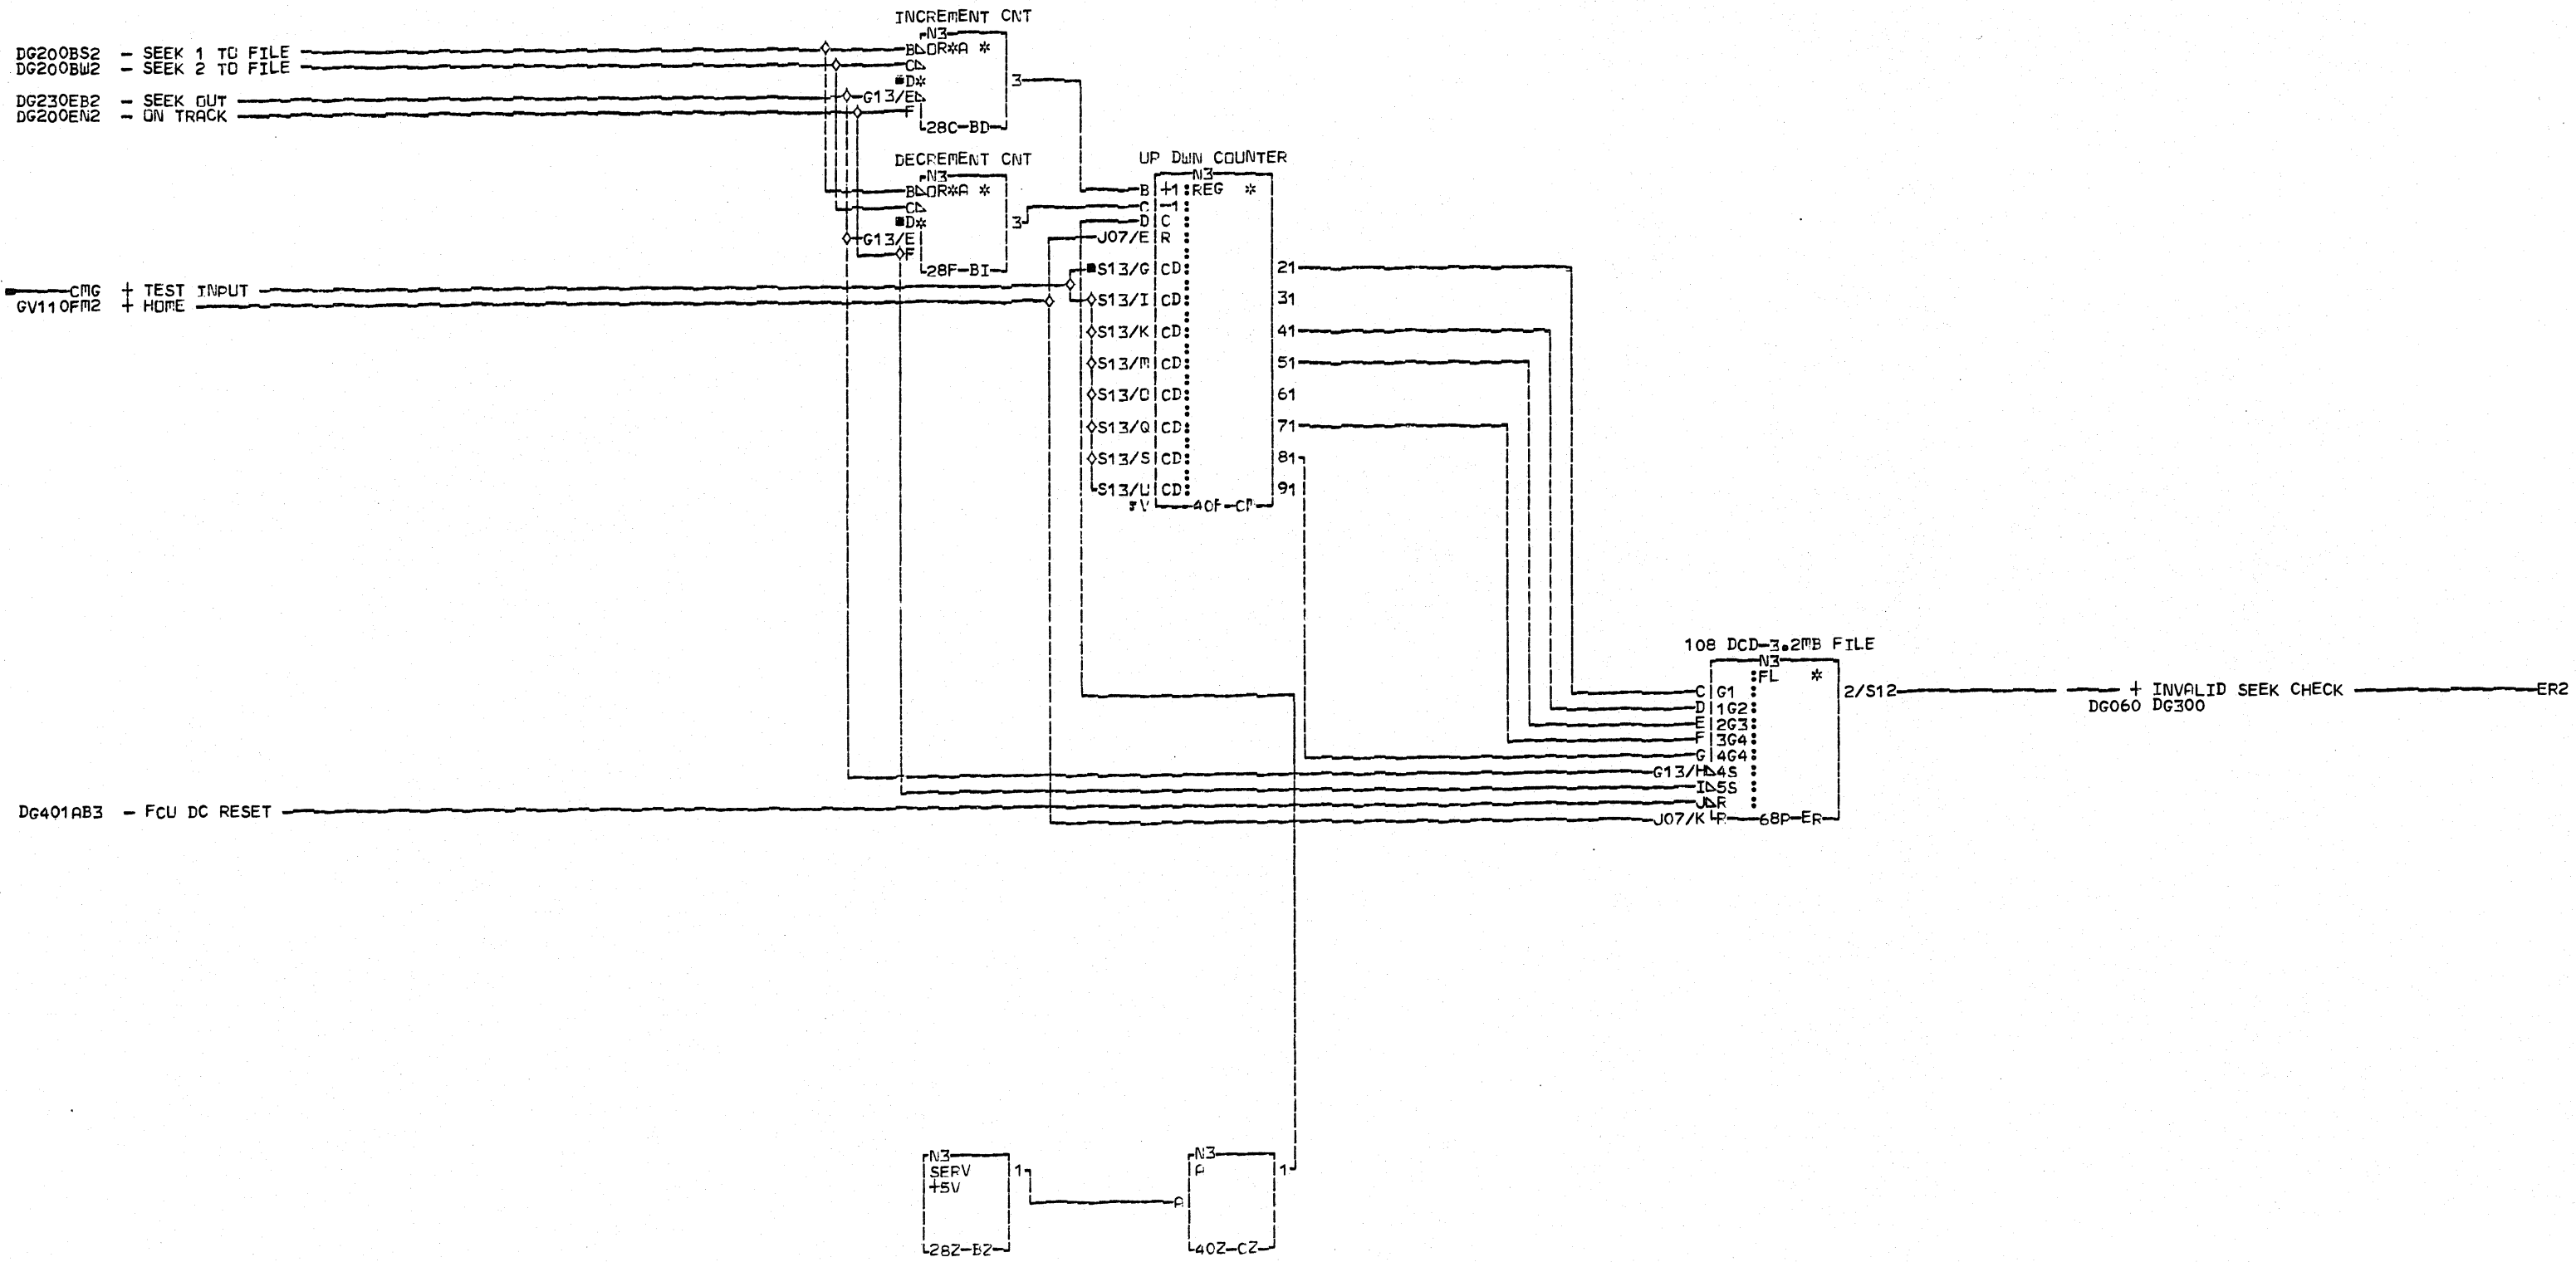 INCREMENT CNT
DG200BS2 - SEEK 1 TO FILE
DG200BW2 - SEEK 2 TO FILE
DG230EB2 - SEEK OUT
DG200EN2 - ON TRACK
N3
B OR*A *
C
D*
G13/E
F
3
28C-BD
DECREMENT CNT
N3
B OR*A *
C
D*
G13/E
F
3
28F-BI
UP DWN COUNTER
N3
B +1 REG *
C -1
D C
J07/E R
S13/G CD 21
S13/I CD 31
S13/K CD 41
S13/M CD 51
S13/O CD 61
S13/Q CD 71
S13/S CD 81
S13/U CD 91
V
CMG + TEST INPUT
GV110FM2 + HOME
108 DCD-3.2MB FILE
N3
FL *
C G1
D 1G2
E 2G3
F 3G4
G 4G4
G13/H 4S
I 5S
J R
J07/K R 68P-ER
2/S12
+ INVALID SEEK CHECK ER2
DG060 DG300
DG401AB3 - FCU DC RESET
N3
SERV 1
+5V
28Z-BZ
N3
A 1
A
40Z-CZ